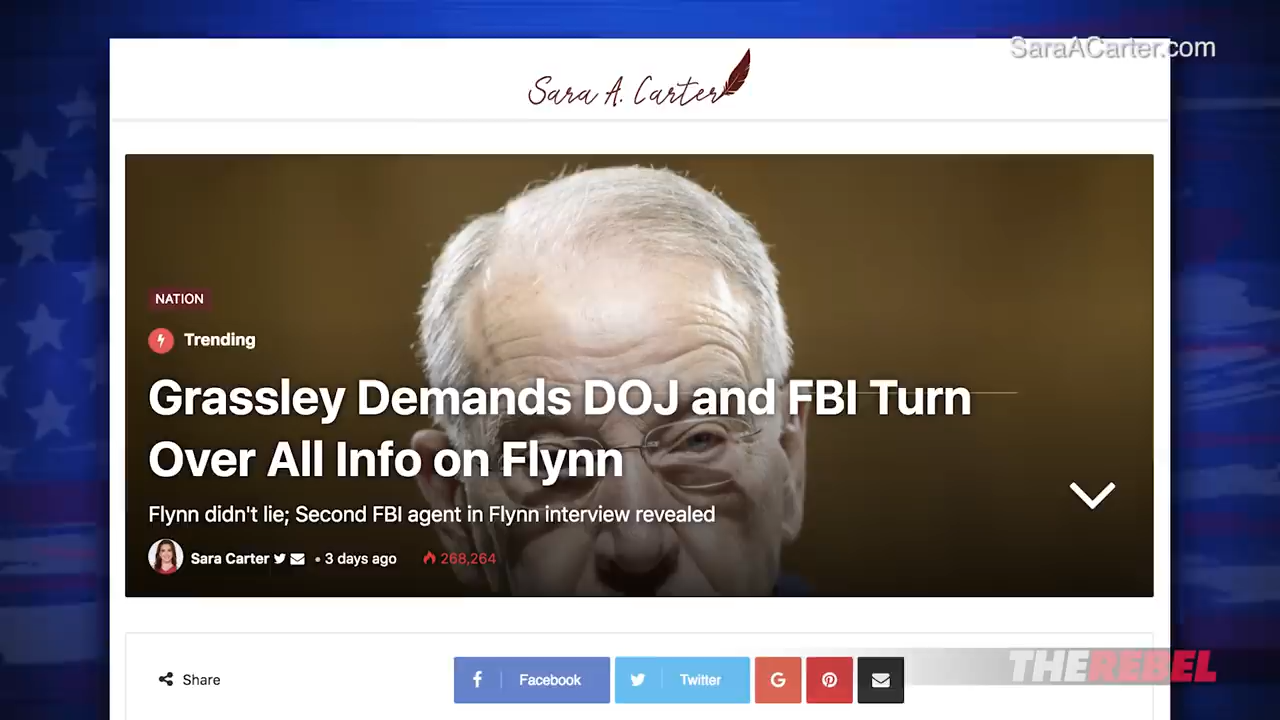 SaraACarter.com
Sara A. Carter
NATION
Trending
Grassley Demands DOJ and FBI Turn
Over All Info on Flynn
Flynn didn't lie; Second FBI agent in Flynn interview revealed
Sara Carter • 3 days ago 268,264
Share
f Facebook
Twitter
G
THE REBEL